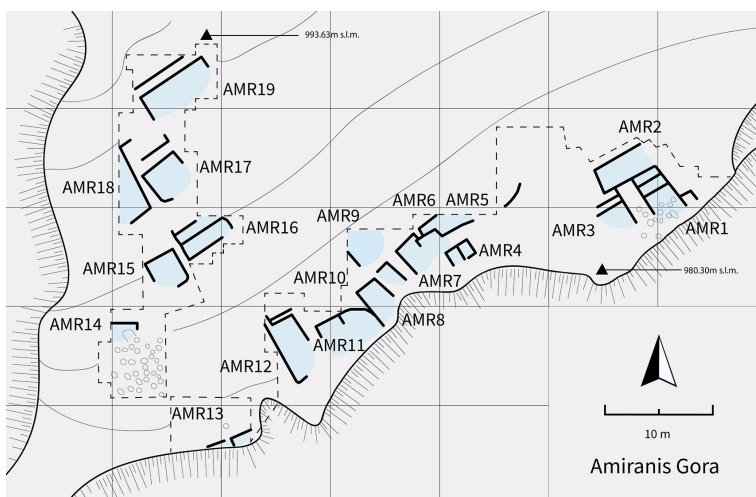 993.63m s.l.m.
AMR19
AMR2
AMR17
AMR18
AMR6
AMR5
AMR9
AMR16
AMR3
AMR1
AMR4
AMR15
AMR10
AMR7
980.30m s.l.m.
AMR8
AMR14
AMR11
AMR12
AMR13
10 m
Amiranis Gora